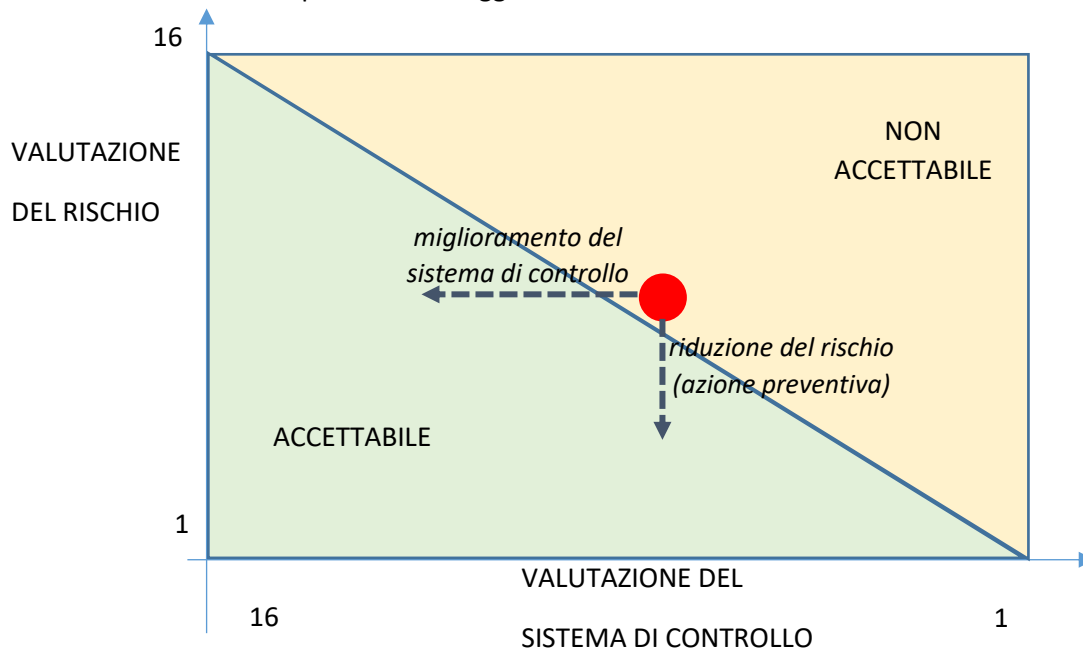 16
VALUTAZIONE
DEL RISCHIO
NON
ACCETTABILE
miglioramento del
sistema di controllo
riduzione del rischio
(azione preventiva)
ACCETTABILE
1
VALUTAZIONE DEL
16
1
SISTEMA DI CONTROLLO